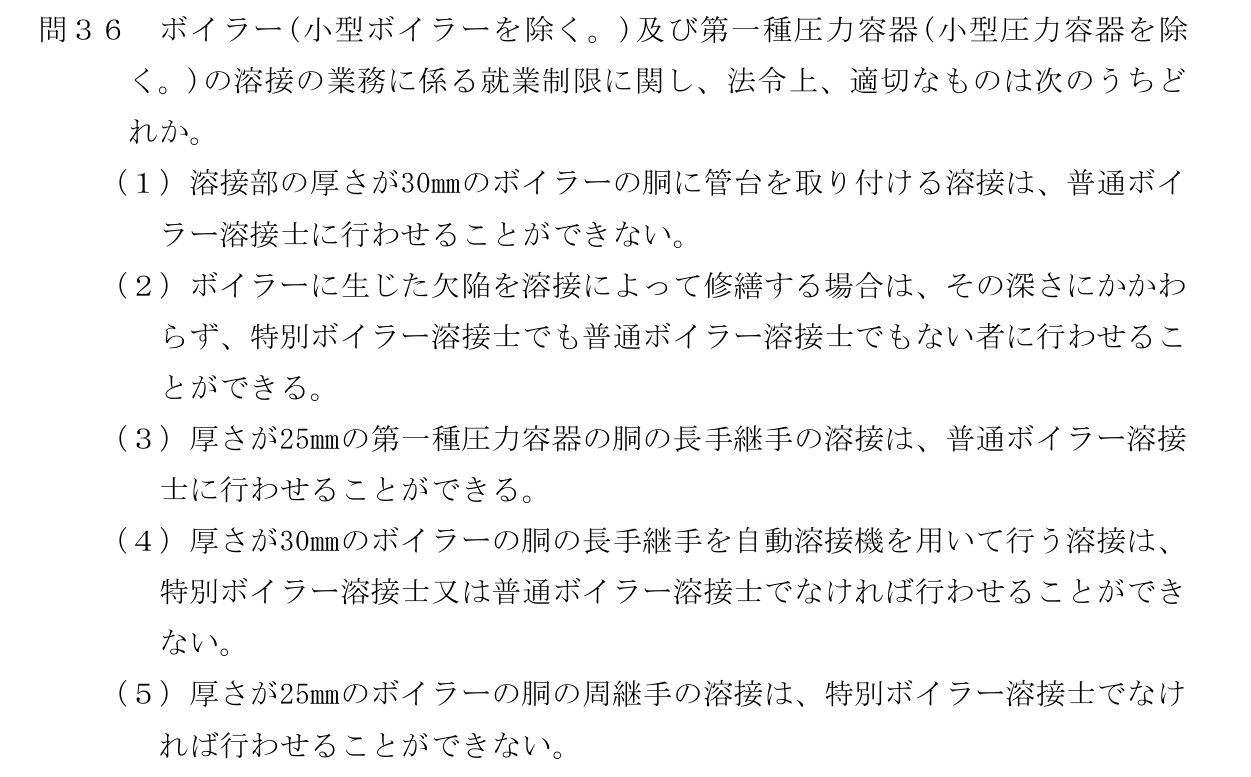 問３６　ボイラー(小型ボイラーを除く。)及び第一種圧力容器(小型圧力容器を除
く。)の溶接の業務に係る就業制限に関し、法令上、適切なものは次のうちど
れか。
（１）溶接部の厚さが30㎜のボイラーの胴に管台を取り付ける溶接は、普通ボイ
ラー溶接士に行わせることができない。
（２）ボイラーに生じた欠陥を溶接によって修繕する場合は、その深さにかかわ
らず、特別ボイラー溶接士でも普通ボイラー溶接士でもない者に行わせるこ
とができる。
（３）厚さが25㎜の第一種圧力容器の胴の長手継手の溶接は、普通ボイラー溶接
士に行わせることができる。
（４）厚さが30㎜のボイラーの胴の長手継手を自動溶接機を用いて行う溶接は、
特別ボイラー溶接士又は普通ボイラー溶接士でなければ行わせることができ
ない。
（５）厚さが25㎜のボイラーの胴の周継手の溶接は、特別ボイラー溶接士でなけ
れば行わせることができない。